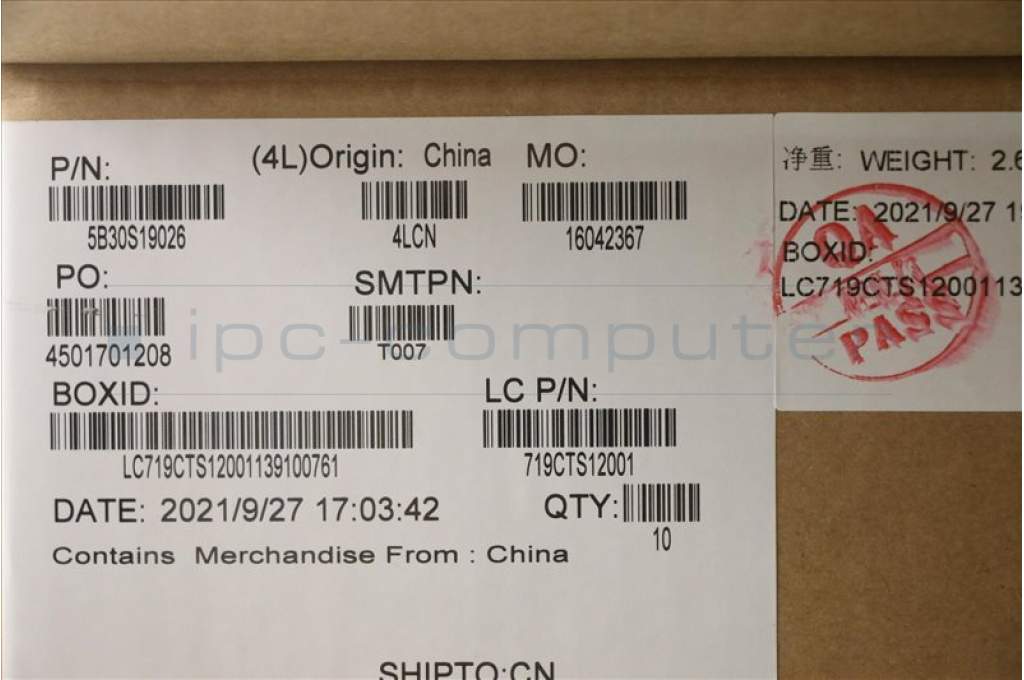 P/N: (4L)Origin: China MO:
5B30S19026 4LCN 16042367
PO: SMTPN:
4501701208 T007
BOXID: LC P/N:
LC719CTS12001139100761 719CTS12001
DATE: 2021/9/27 17:03:42 QTY:
10
Contains Merchandise From : China
SHIPTO:CN
净重: WEIGHT: 2.6
DATE: 2021/9/27 1
BOXID:
LC719CTS1200113
QA
PASS
ipc-compute